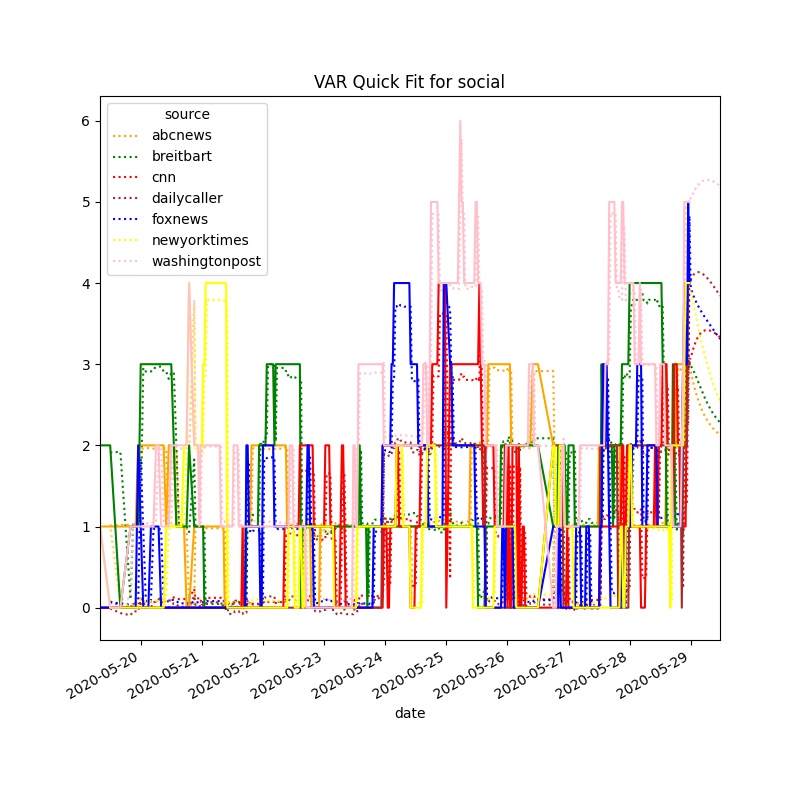 VAR Quick Fit for social
source
abcnews
breitbart
cnn
dailycaller
foxnews
newyorktimes
washingtonpost
6
5
4
3
2
1
0
2020-05-20
2020-05-21
2020-05-22
2020-05-23
2020-05-24
2020-05-25
2020-05-26
2020-05-27
2020-05-28
2020-05-29
date